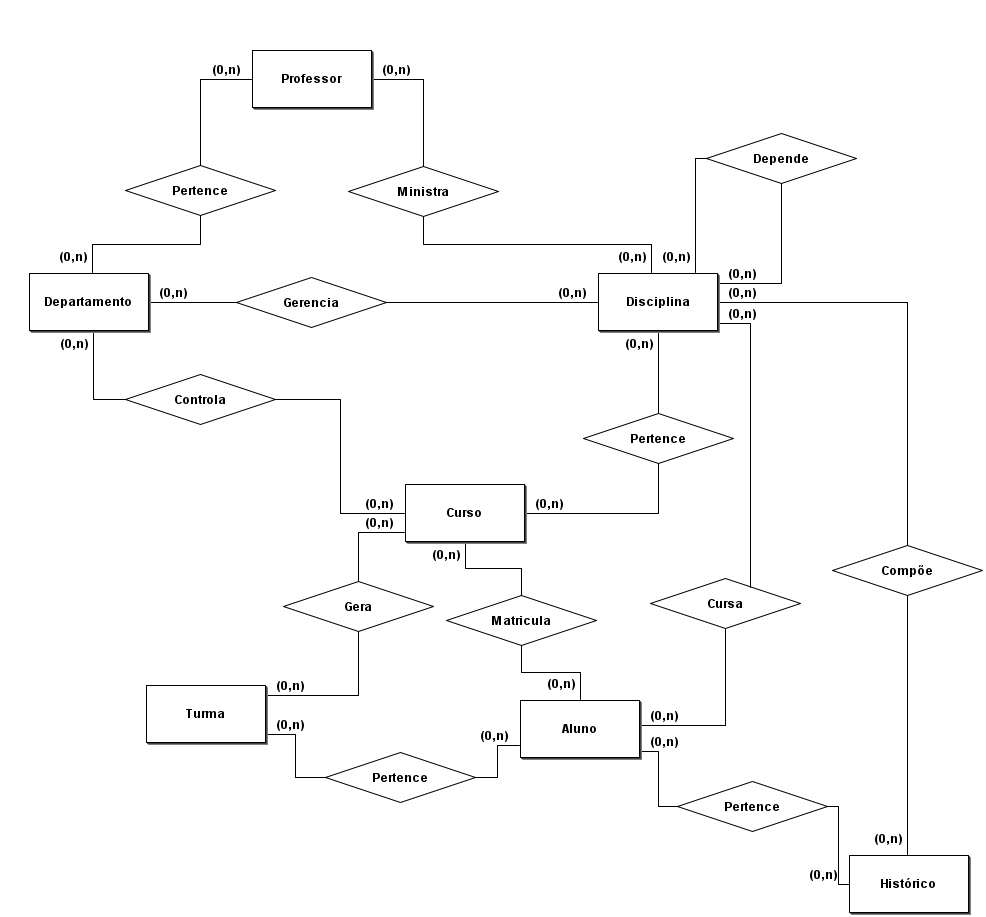 (0,n)
Professor
(0,n)
Depende
Pertence
Ministra
(0,n)
(0,n)
(0,n)
(0,n)
Departamento
(0,n)
Gerencia
(0,n)
Disciplina
(0,n)
(0,n)
(0,n)
(0,n)
Controla
Pertence
(0,n)
Curso
(0,n)
(0,n)
(0,n)
Compõe
Gera
Matricula
Cursa
(0,n)
(0,n)
Turma
(0,n)
(0,n)
Aluno
(0,n)
(0,n)
Pertence
Pertence
(0,n)
(0,n)
Histórico